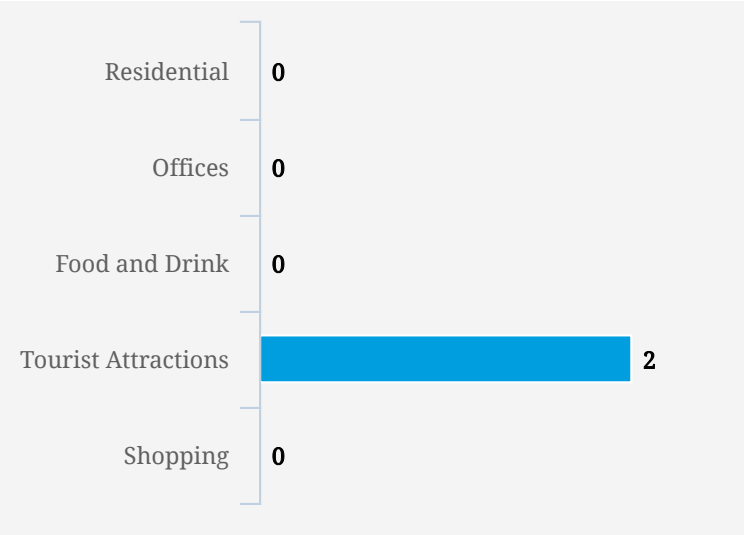 Residential 0
Offices 0
Food and Drink 0
Tourist Attractions 2
Shopping 0